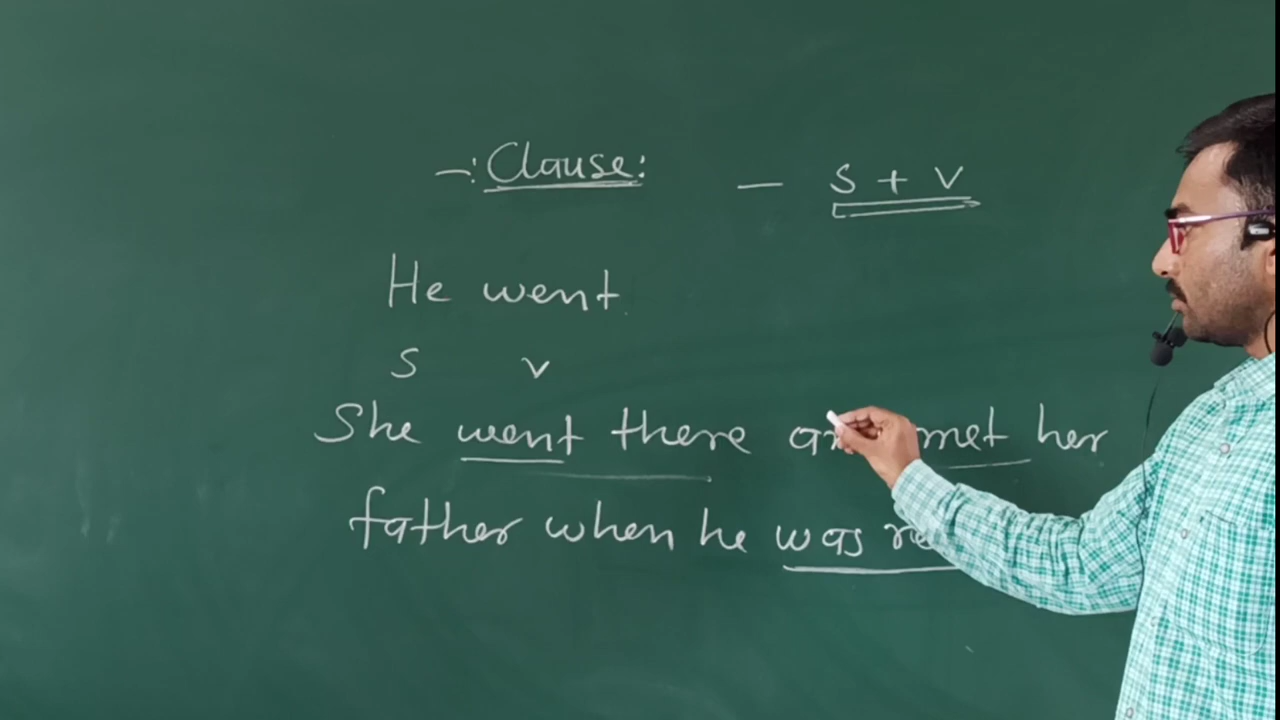 -: Clause: - S + V
He went.
S V
She went there met her
father when he was